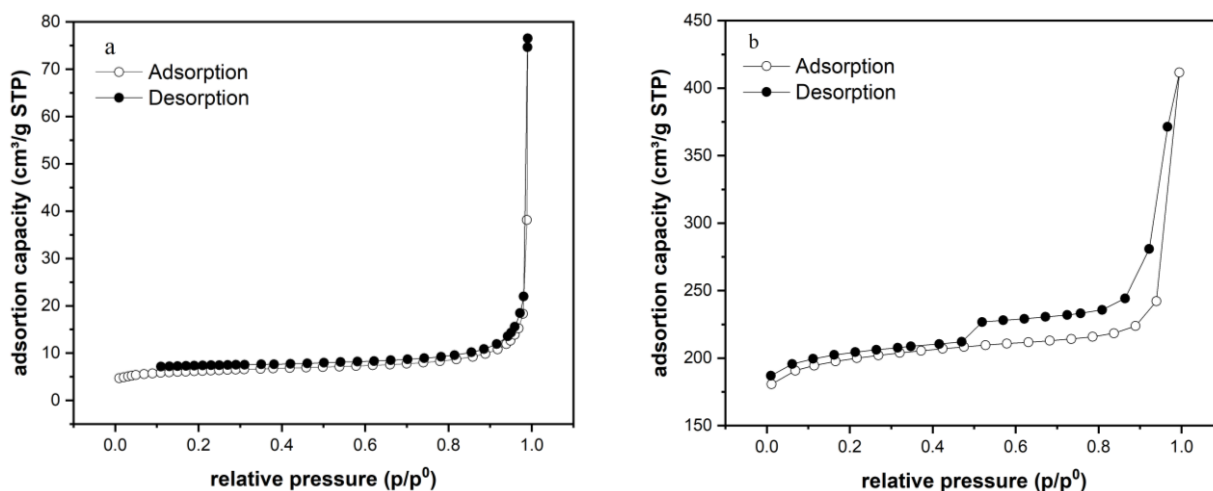 a
Adsorption
Desorption
adsortion capacity (cm³/g STP)
80
70
60
50
40
30
20
10
0
0.0 0.2 0.4 0.6 0.8 1.0
relative pressure (p/p⁰)
b
Adsorption
Desorption
adsortion capacity (cm³/g STP)
450
400
350
300
250
200
150
0.0 0.2 0.4 0.6 0.8 1.0
relative pressure (p/p⁰)